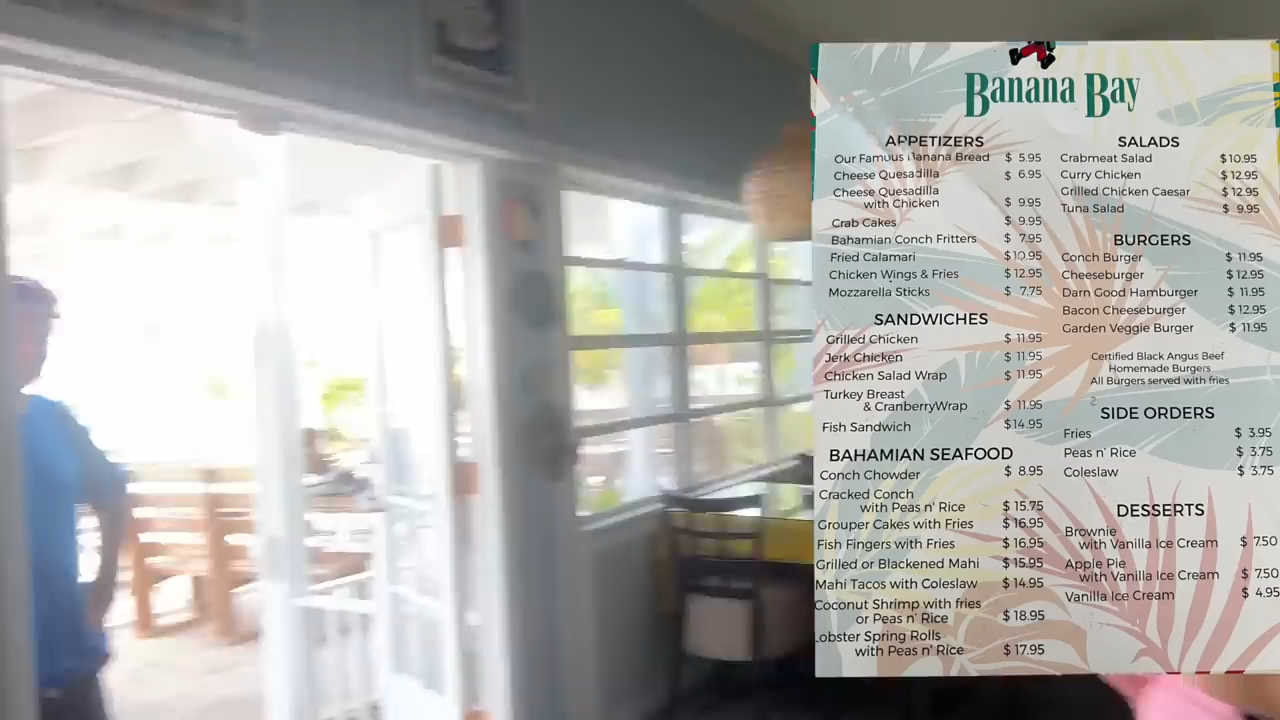 Banana Bay
APPETIZERS
Our Famous Banana Bread $ 5.95
Cheese Quesadilla $ 6.95
Cheese Quesadilla
with Chicken $ 9.95
Crab Cakes $ 9.95
Bahamian Conch Fritters $ 7.95
Fried Calamari $10.95
Chicken Wings & Fries $ 12.95
Mozzarella Sticks $ 7.75
SANDWICHES
Grilled Chicken $ 11.95
Jerk Chicken $ 11.95
Chicken Salad Wrap $ 11.95
Turkey Breast
& CranberryWrap $ 11.95
Fish Sandwich $14.95
BAHAMIAN SEAFOOD
Conch Chowder $ 8.95
Cracked Conch
with Peas n' Rice $ 15.75
Grouper Cakes with Fries $ 16.95
Fish Fingers with Fries $ 16.95
Grilled or Blackened Mahi $ 15.95
Mahi Tacos with Coleslaw $ 14.95
Coconut Shrimp with fries
or Peas n' Rice $ 18.95
Lobster Spring Rolls
with Peas n' Rice $ 17.95
SALADS
Crabmeat Salad $10.95
Curry Chicken $ 12.95
Grilled Chicken Caesar $ 12.95
Tuna Salad $ 9.95
BURGERS
Conch Burger $ 11.95
Cheeseburger $ 12.95
Darn Good Hamburger $ 11.95
Bacon Cheeseburger $ 12.95
Garden Veggie Burger $ 11.95
Certified Black Angus Beef
Homemade Burgers
All Burgers served with fries
SIDE ORDERS
Fries $ 3.95
Peas n' Rice $ 3.75
Coleslaw $ 3.75
DESSERTS
Brownie
with Vanilla Ice Cream $ 7.50
Apple Pie
with Vanilla Ice Cream $ 7.50
Vanilla Ice Cream $ 4.95